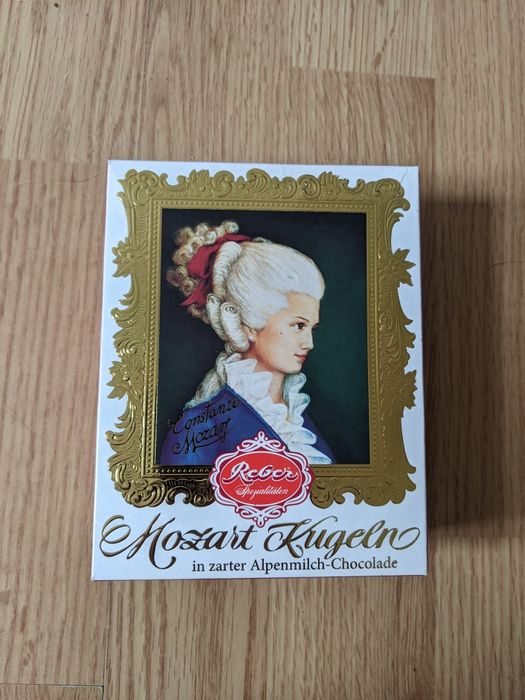 Constanze
Mozart
Reber
Spezialitäten
Mozart Kugeln
in zarter Alpenmilch-Chocolade